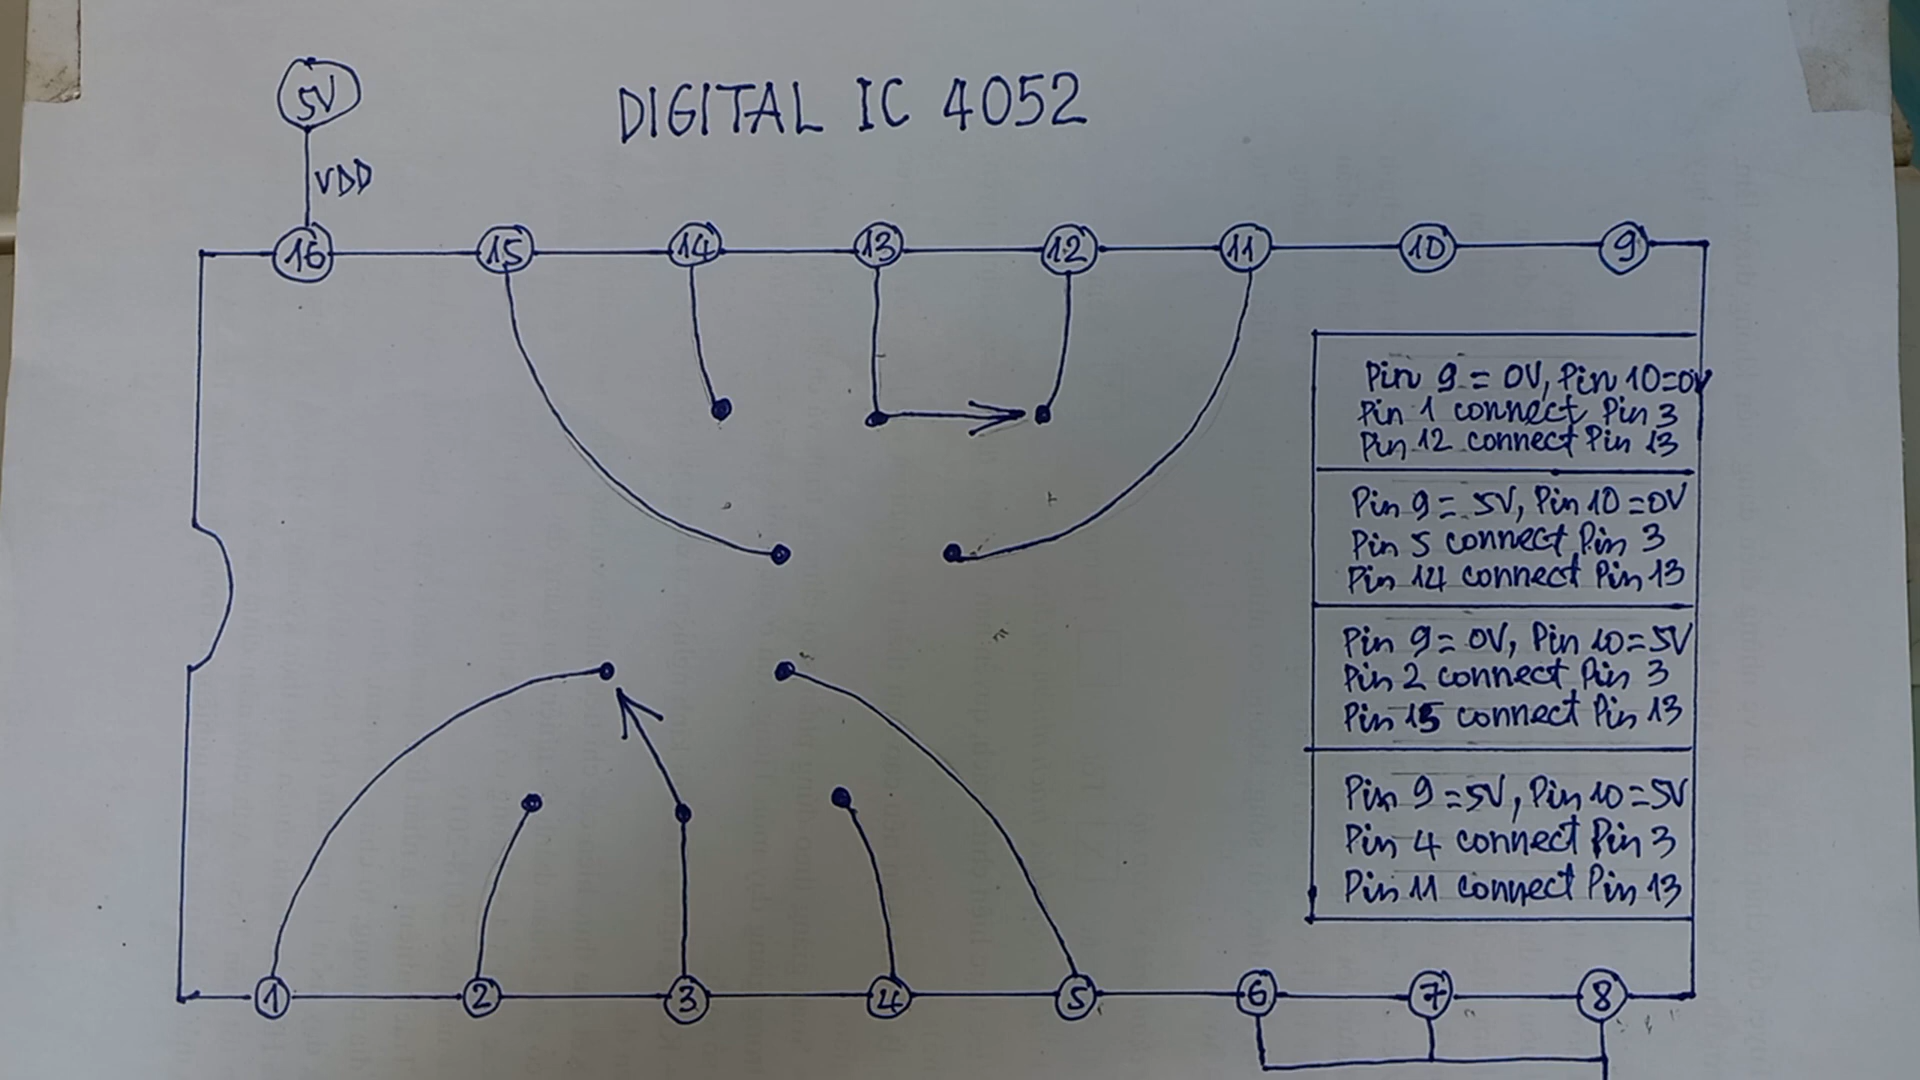 5V
DIGITAL IC 4052
VDD
16 15 14 13 12 11 10 9
Pin 9 = 0V, Pin 10=0V
Pin 1 connect Pin 3
Pin 12 connect Pin 13
Pin 9 = 5V, Pin 10 = 0V
Pin 5 connect Pin 3
Pin 14 connect Pin 13
Pin 9 = 0V, Pin 10 = 5V
Pin 2 connect Pin 3
Pin 15 connect Pin 13
Pin 9 = 5V, Pin 10 = 5V
Pin 4 connect Pin 3
Pin 11 connect Pin 13
1 2 3 4 5 6 7 8